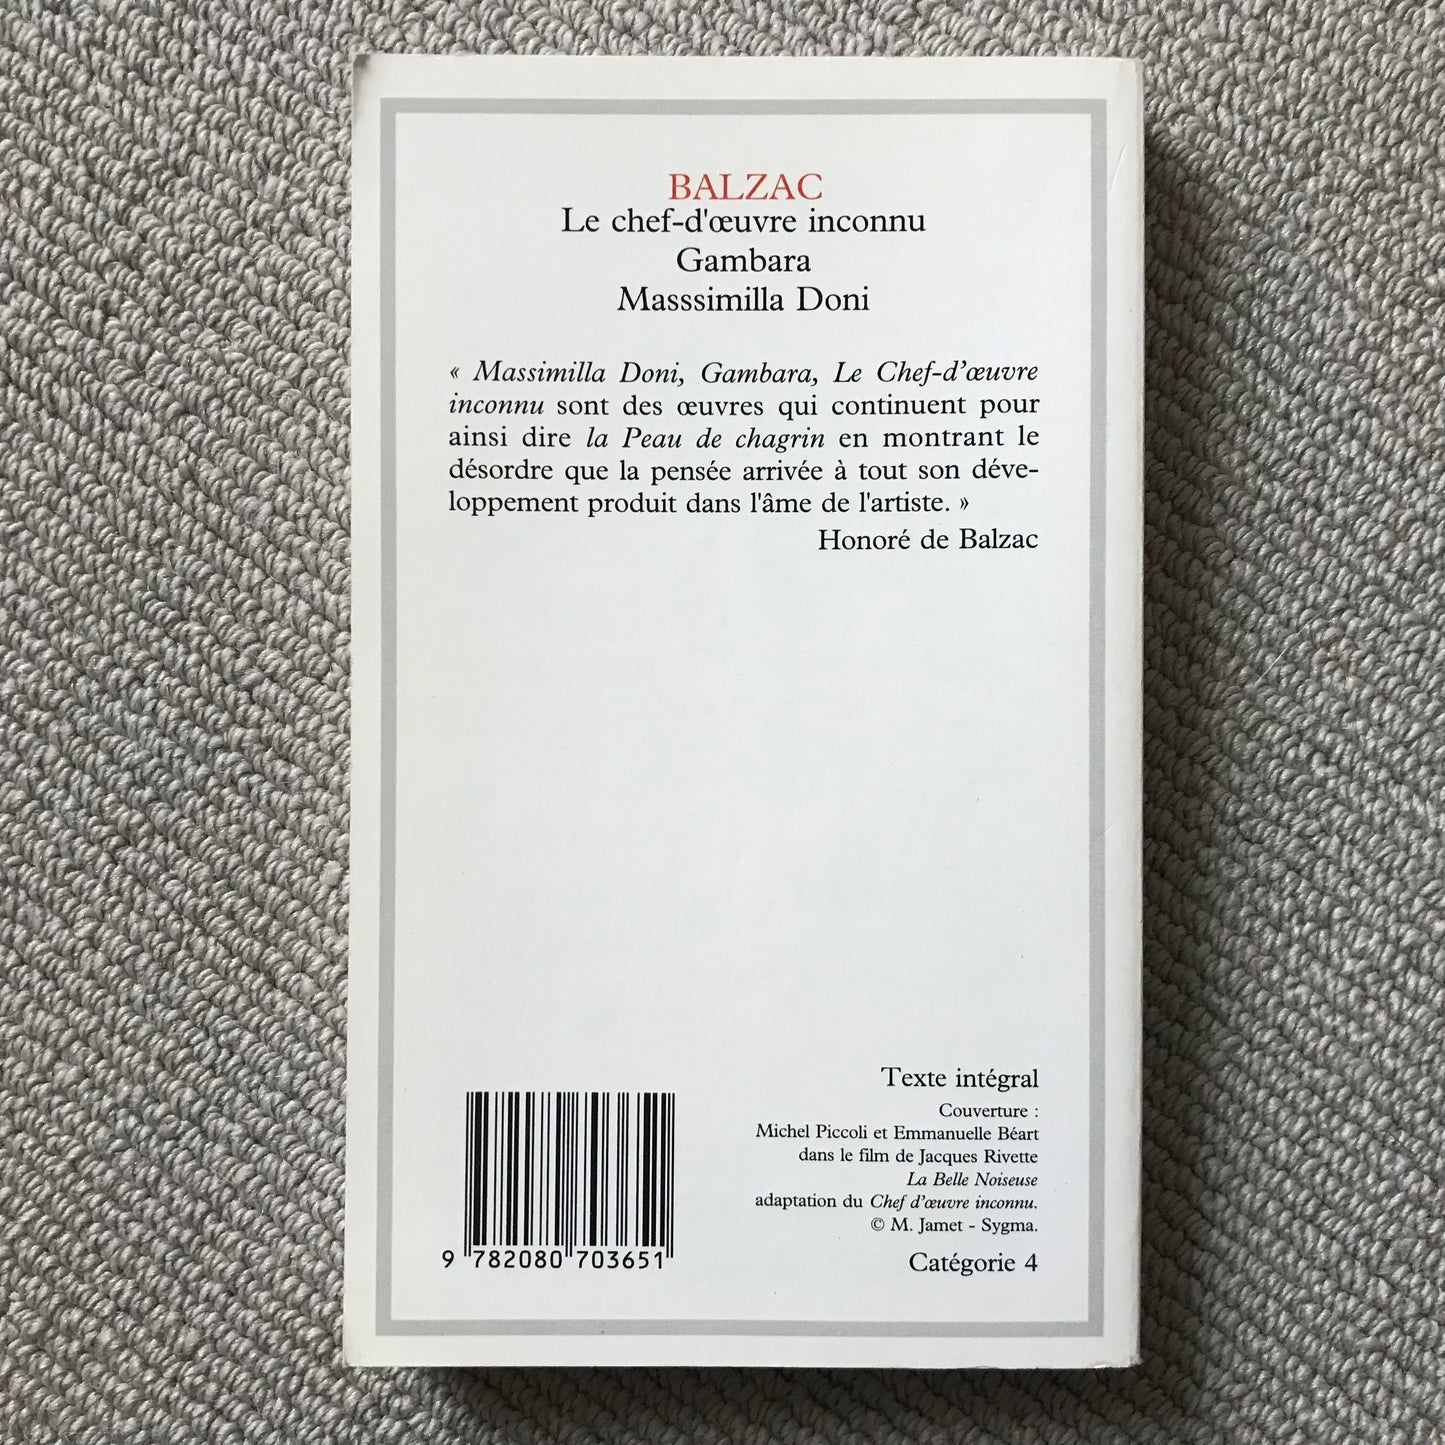 BALZAC
Le chef-d'œuvre inconnu
Gambara
Masssimilla Doni
« Massimilla Doni, Gambara, Le Chef-d’œuvre
inconnu sont des œuvres qui continuent pour
ainsi dire la Peau de chagrin en montrant le
désordre que la pensée arrivée à tout son déve-
loppement produit dans l'âme de l'artiste. »
Honoré de Balzac
Texte intégral
Couverture :
Michel Piccoli et Emmanuelle Béart
dans le film de Jacques Rivette
La Belle Noiseuse
adaptation du Chef d’œuvre inconnu.
© M. Jamet - Sygma.
Catégorie 4
9 782080 703651